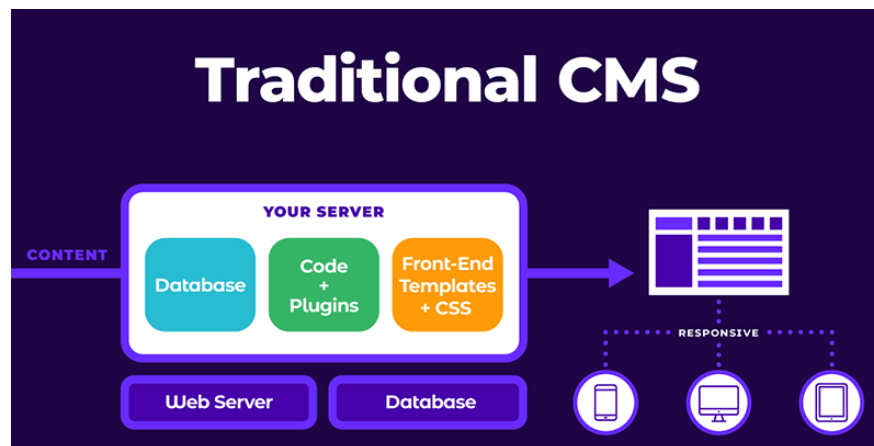 Traditional CMS
YOUR SERVER
CONTENT
Database
Code
+
Plugins
Front-End
Templates
+ CSS
RESPONSIVE
Web Server
Database